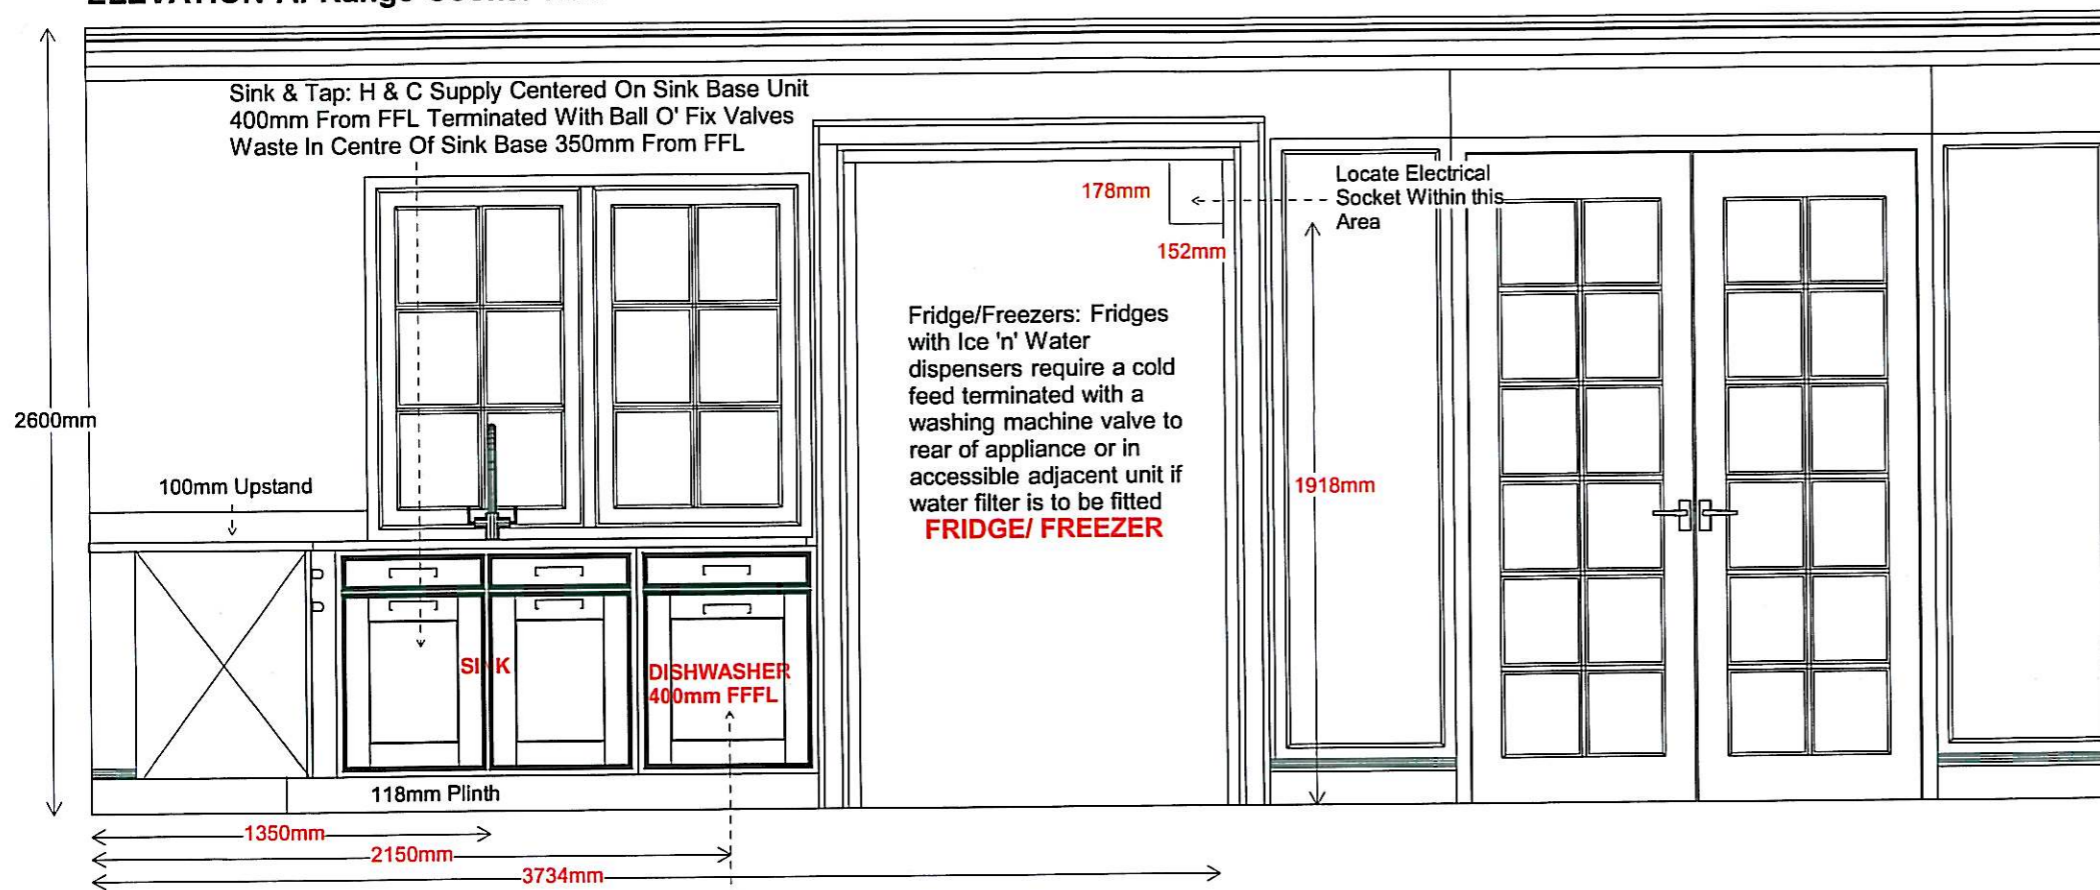 Sink & Tap: H & C Supply Centered On Sink Base Unit
400mm From FFL Terminated With Ball O' Fix Valves
Waste In Centre Of Sink Base 350mm From FFL
178mm
Locate Electrical
Socket Within this
Area
152mm
Fridge/Freezers: Fridges
with Ice 'n' Water
dispensers require a cold
feed terminated with a
washing machine valve to
rear of appliance or in
accessible adjacent unit if
water filter is to be fitted
FRIDGE/ FREEZER
2600mm
100mm Upstand
1918mm
SINK
DISHWASHER
400mm FFFL
118mm Plinth
1350mm
2150mm
3734mm